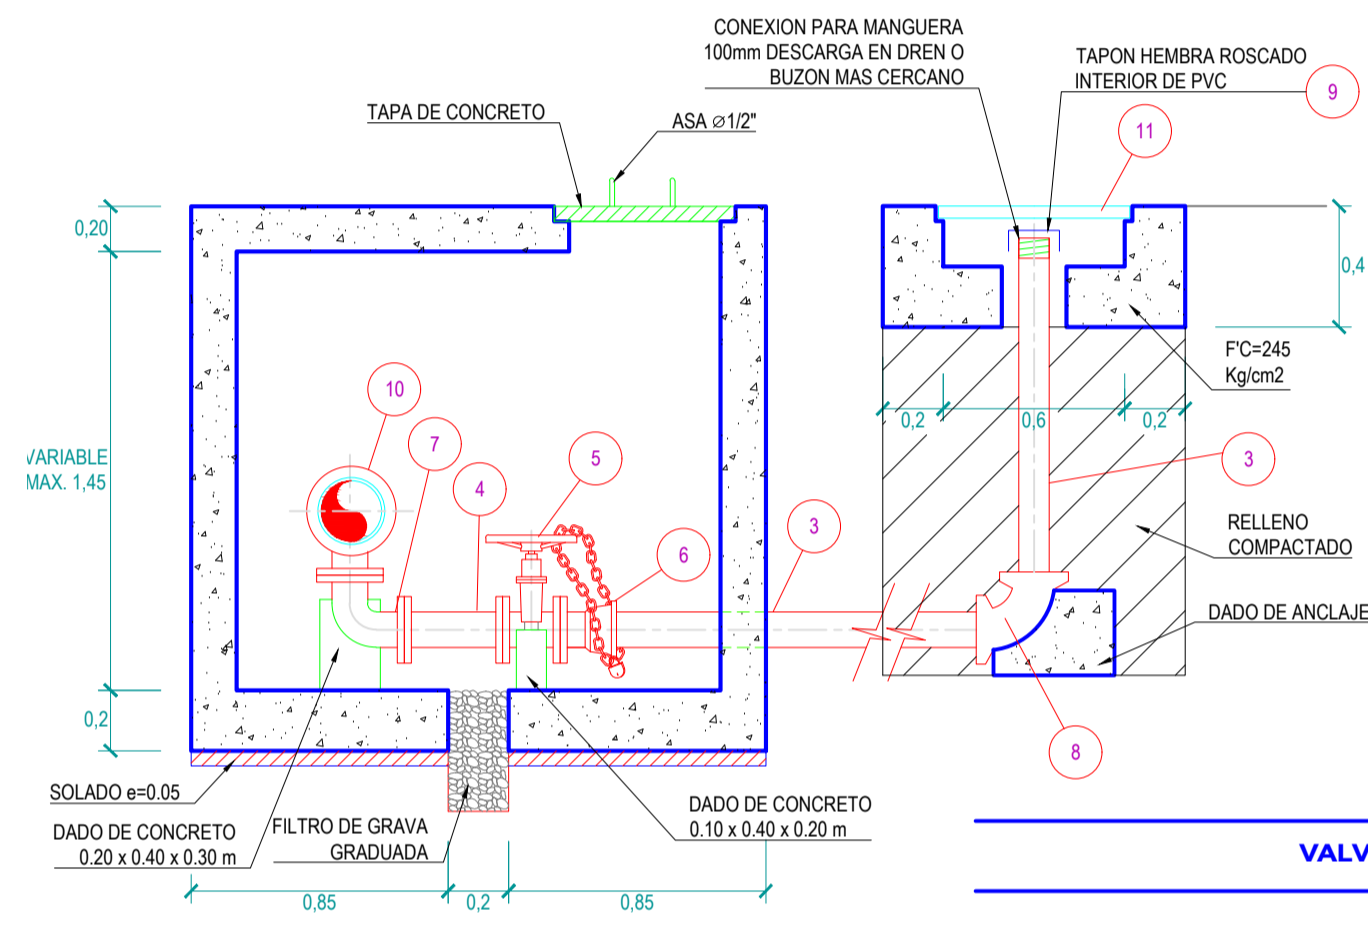 CONEXION PARA MANGUERA
100mm DESCARGA EN DREN O
BUZON MAS CERCANO
TAPON HEMBRA ROSCADO
INTERIOR DE PVC
9
11
TAPA DE CONCRETO
ASA ⌀1/2"
0,20
0,4
F'C=245
Kg/cm2
10
7
4
5
6
3
0,2
0,6
0,2
3
VARIABLE
MAX. 1,45
RELLENO
COMPACTADO
DADO DE ANCLAJE
0,2
8
SOLADO e=0.05
DADO DE CONCRETO
0.20 x 0.40 x 0.30 m
FILTRO DE GRAVA
GRADUADA
DADO DE CONCRETO
0.10 x 0.40 x 0.20 m
0,85
0,2
0,85
VALV